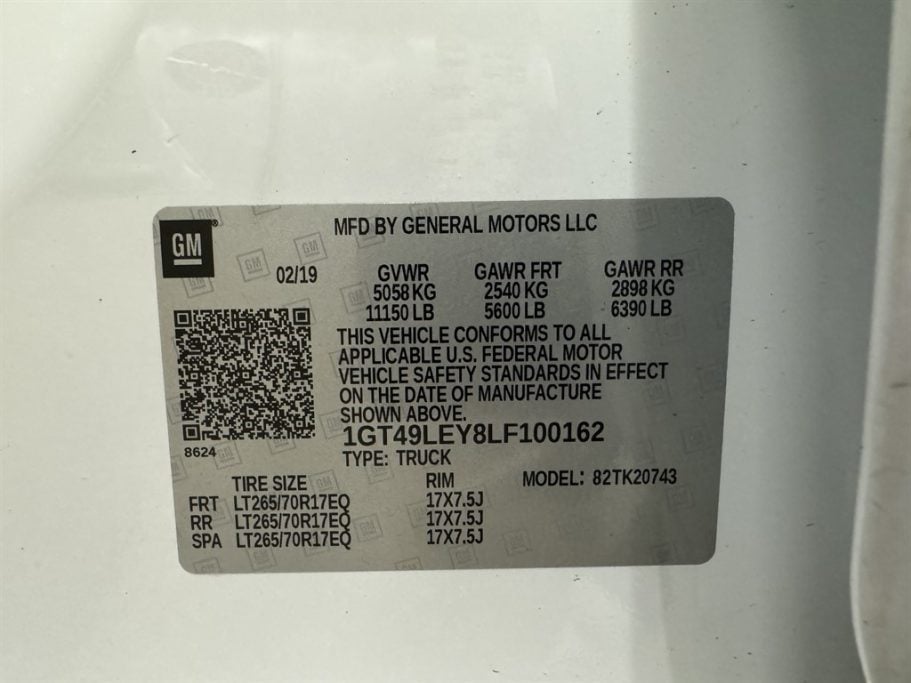 GM
MFD BY GENERAL MOTORS LLC
02/19 GVWR GAWR FRT GAWR RR
5058 KG 2540 KG 2898 KG
11150 LB 5600 LB 6390 LB
THIS VEHICLE CONFORMS TO ALL
APPLICABLE U.S. FEDERAL MOTOR
VEHICLE SAFETY STANDARDS IN EFFECT
ON THE DATE OF MANUFACTURE
SHOWN ABOVE.
8624
1GT49LEY8LF100162
TYPE: TRUCK
TIRE SIZE RIM MODEL: 82TK20743
FRT LT265/70R17EQ 17X7.5J
RR LT265/70R17EQ 17X7.5J
SPA LT265/70R17EQ 17X7.5J